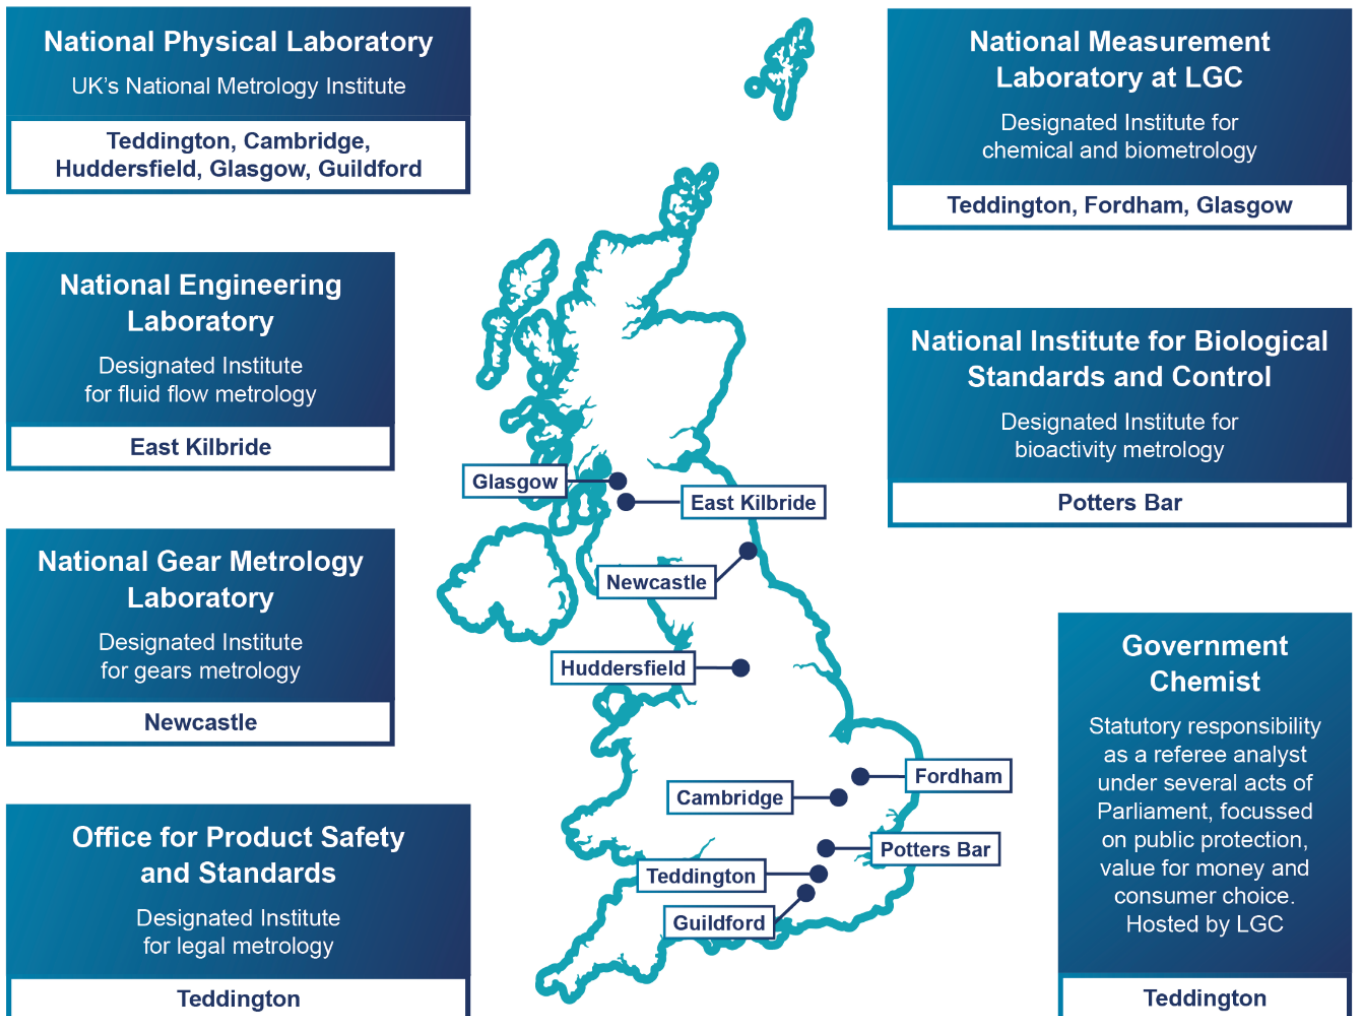 National Physical Laboratory
UK's National Metrology Institute
Teddington, Cambridge,
Huddersfield, Glasgow, Guildford
National Engineering
Laboratory
Designated Institute
for fluid flow metrology
East Kilbride
National Gear Metrology
Laboratory
Designated Institute
for gears metrology
Newcastle
Office for Product Safety
and Standards
Designated Institute
for legal metrology
Teddington
Glasgow
East Kilbride
Newcastle
Huddersfield
Fordham
Cambridge
Potters Bar
Teddington
Guildford
National Measurement
Laboratory at LGC
Designated Institute for
chemical and biometrology
Teddington, Fordham, Glasgow
National Institute for Biological
Standards and Control
Designated Institute for
bioactivity metrology
Potters Bar
Government
Chemist
Statutory responsibility
as a referee analyst
under several acts of
Parliament, focussed
on public protection,
value for money and
consumer choice.
Hosted by LGC
Teddington